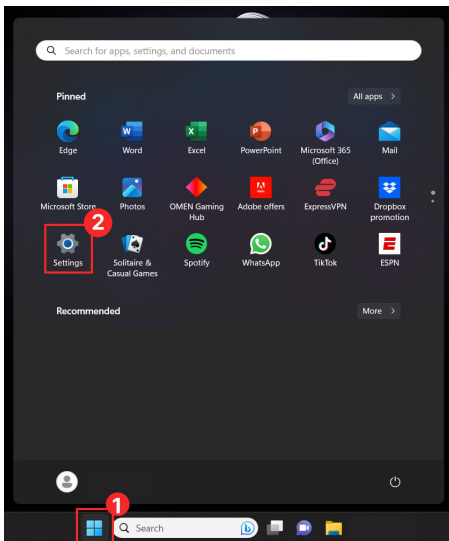 Search for apps, settings, and documents
Pinned
All apps >
Edge
Word
Excel
PowerPoint
Microsoft 365
(Office)
Mail
Microsoft Store
Photos
OMEN Gaming
Hub
Adobe offers
ExpressVPN
Dropbox
promotion
2
Settings
Solitaire &
Casual Games
Spotify
WhatsApp
TikTok
ESPN
Recommended
More >
1
Search